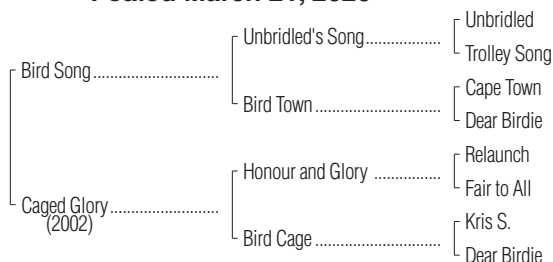 Unbridled
Unbridled's Song
Trolley Song
Bird Song
Cape Town
Bird Town
Dear Birdie
Relaunch
Honour and Glory
Fair to All
Caged Glory
(2002)
Kris S.
Bird Cage
Dear Birdie